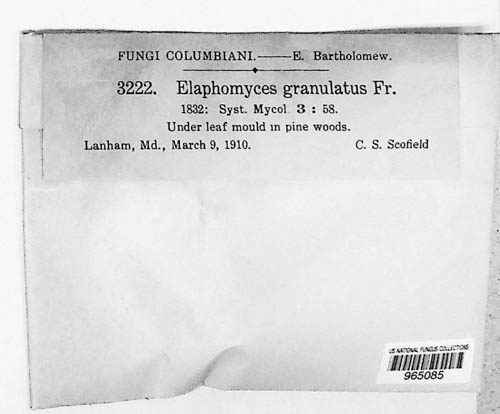 FUNGI COLUMBIANI.——E. Bartholomew.
3222. Elaphomyces granulatus Fr.
1832: Syst. Mycol 3 : 58.
Under leaf mould in pine woods.
Lanham, Md., March 9, 1910. C. S. Scofield
US NATIONAL FUNGUS COLLECTIONS
965085